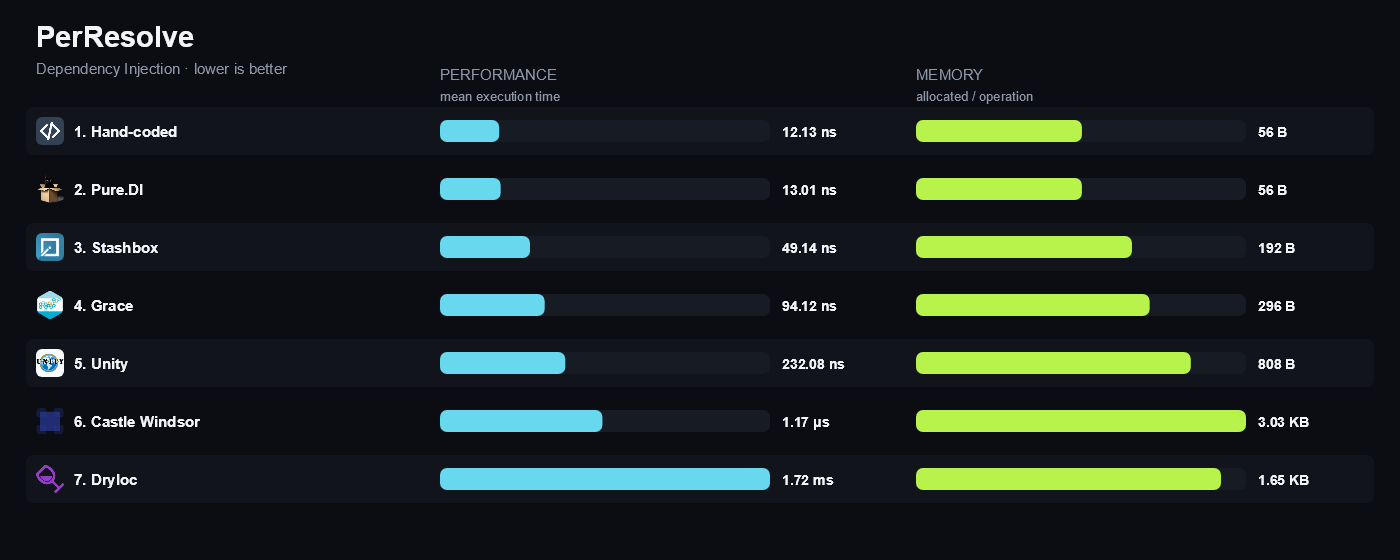 PerResolve
Dependency Injection · lower is better
PERFORMANCE
mean execution time
MEMORY
allocated / operation
1. Hand-coded 12.13 ns 56 B
2. Pure.DI 13.01 ns 56 B
3. Stashbox 49.14 ns 192 B
4. Grace 94.12 ns 296 B
5. Unity 232.08 ns 808 B
6. Castle Windsor 1.17 µs 3.03 KB
7. DryIoc 1.72 ms 1.65 KB